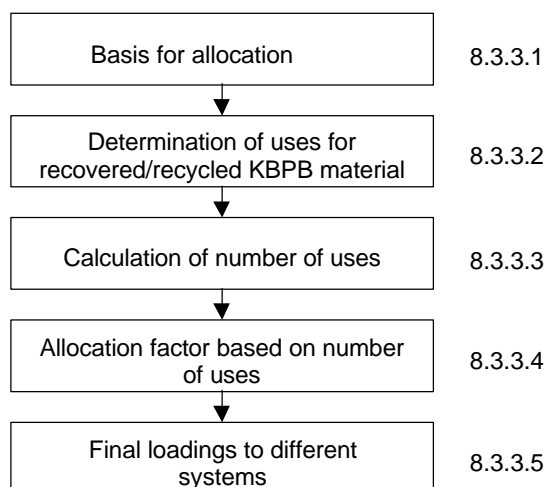 Basis for allocation 8.3.3.1
Determination of uses for
recovered/recycled KBPB material 8.3.3.2
Calculation of number of uses 8.3.3.3
Allocation factor based on number
of uses 8.3.3.4
Final loadings to different
systems 8.3.3.5